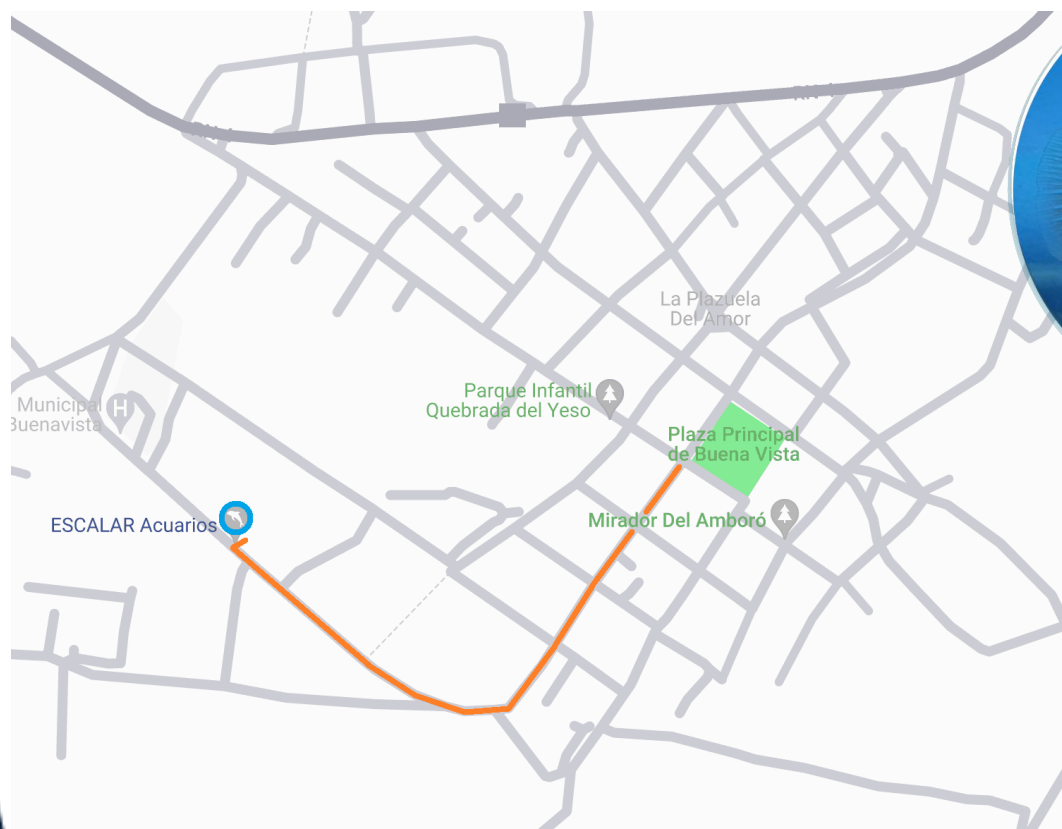 La Plazuela
Del Amor
Parque Infantil
Quebrada del Yeso
Municipal
Buenavista
Plaza Principal
de Buena Vista
H
ESCALAR Acuarios
Mirador Del Amboró